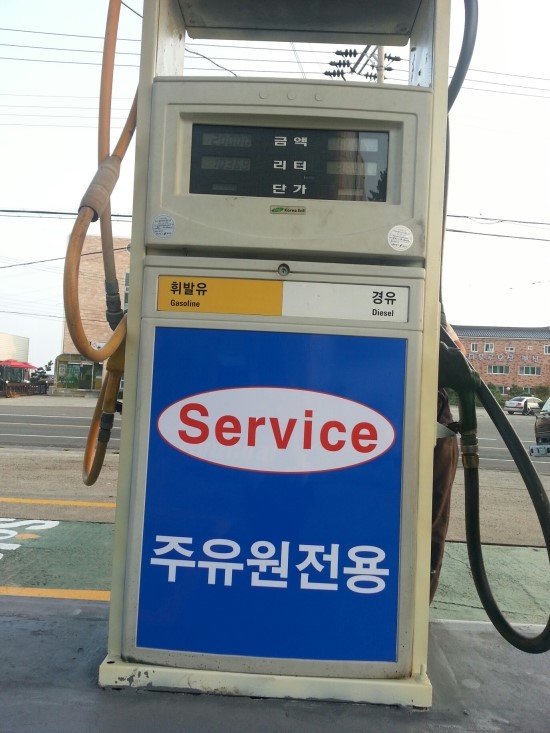 20000 금액
리터
단가
휘발유 경유
Gasoline Diesel
Service
주유원전용